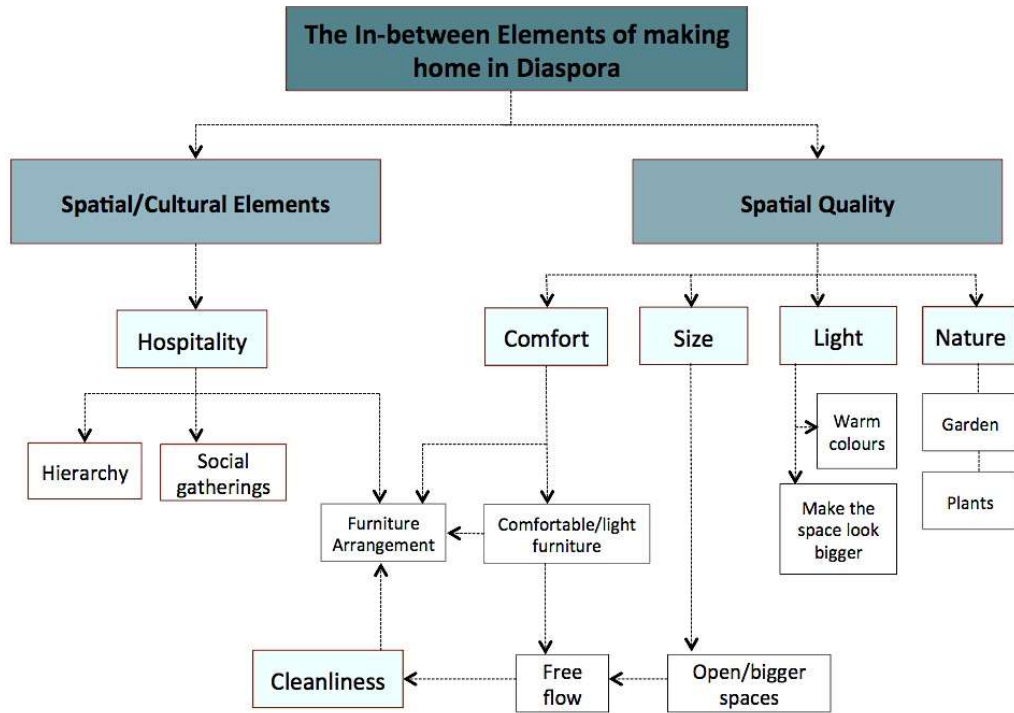 The In-between Elements of making
home in Diaspora
Spatial/Cultural Elements
Spatial Quality
Hospitality
Comfort
Size
Light
Nature
Hierarchy
Social
gatherings
Warm
colours
Garden
Furniture
Arrangement
Comfortable/light
furniture
Make the
space look
bigger
Plants
Cleanliness
Free
flow
Open/bigger
spaces